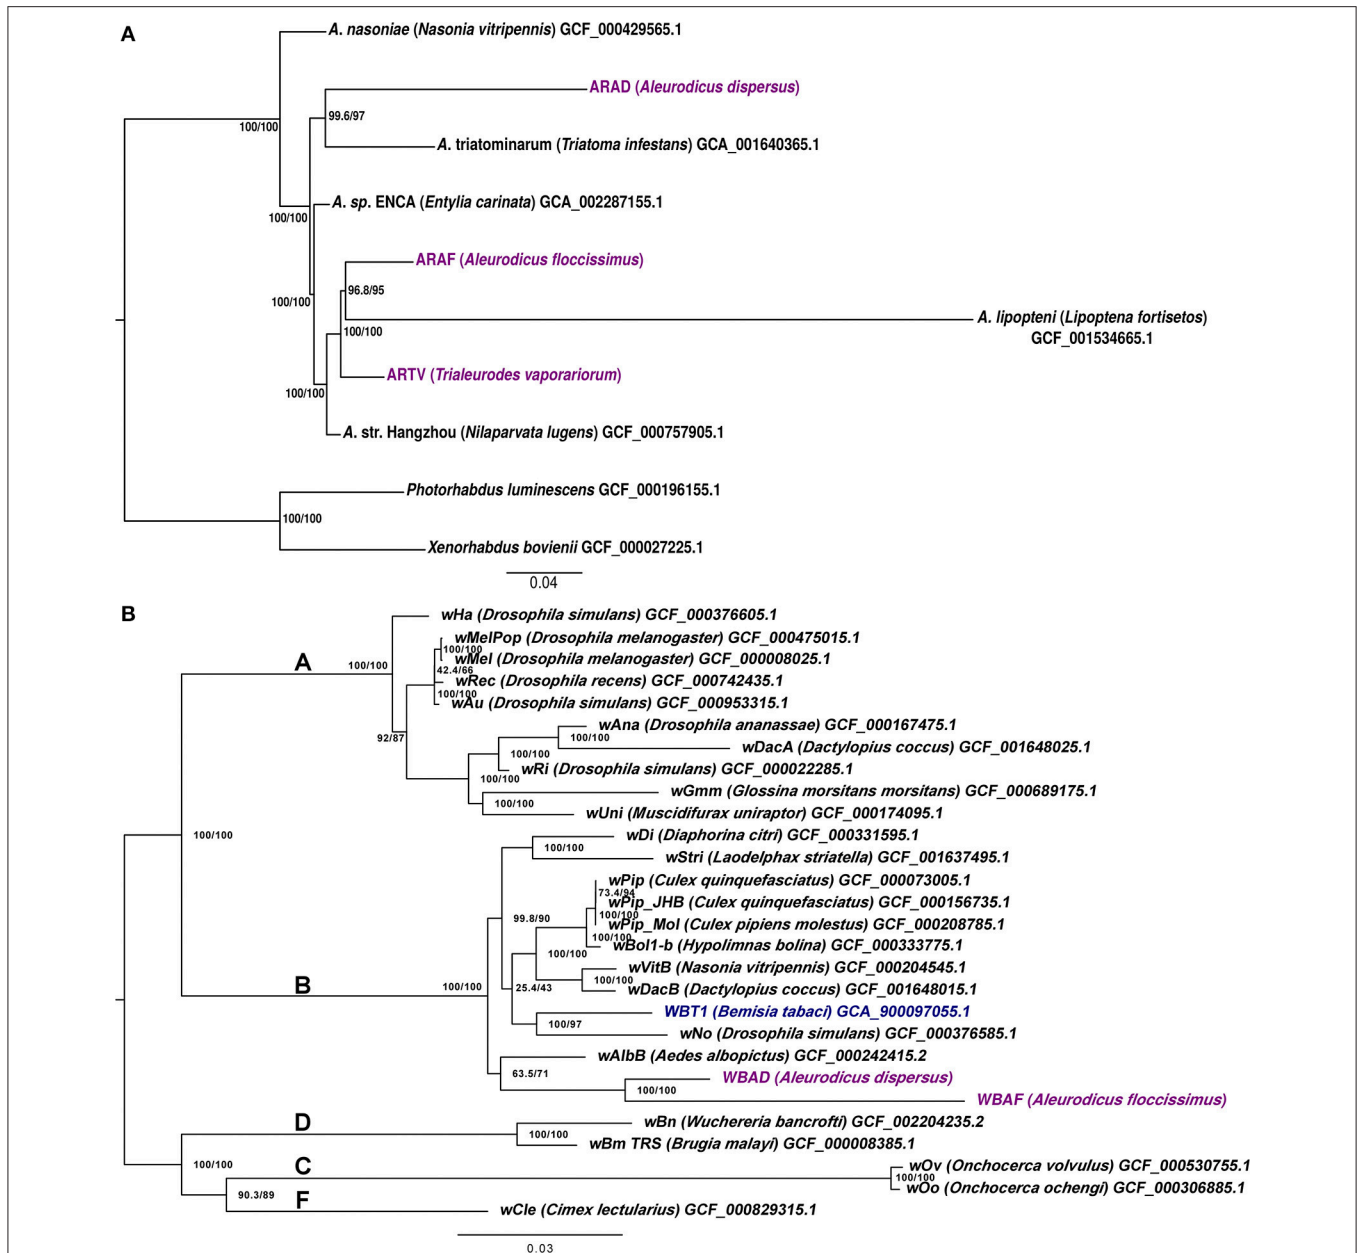 A
A. nasoniae (Nasonia vitripennis) GCF_000429565.1
ARAD (Aleurodicus dispersus)
99.6/97
100/100
A. triatominarum (Triatoma infestans) GCA_001640365.1
A. sp. ENCA (Entylia carinata) GCA_002287155.1
100/100
ARAF (Aleurodicus floccissimus)
96.8/95
100/100
A. lipopteni (Lipoptena fortisetos)
GCF_001534665.1
100/100
ARTV (Trialeurodes vaporariorum)
100/100
A. str. Hangzhou (Nilaparvata lugens) GCF_000757905.1
Photorhabdus luminescens GCF_000196155.1
100/100
Xenorhabdus bovienii GCF_000027225.1
0.04
B
wHa (Drosophila simulans) GCF_000376605.1
wMelPop (Drosophila melanogaster) GCF_000475015.1
100/100
A
100/100
wMel (Drosophila melanogaster) GCF_000008025.1
42.4/66
wRec (Drosophila recens) GCF_000742435.1
100/100
wAu (Drosophila simulans) GCF_000953315.1
wAna (Drosophila ananassae) GCF_000167475.1
92/87
100/100
wDacA (Dactylopius coccus) GCF_001648025.1
100/100
wRi (Drosophila simulans) GCF_000022285.1
100/100
wGmm (Glossina morsitans morsitans) GCF_000689175.1
100/100
wUni (Muscidifurax uniraptor) GCF_000174095.1
100/100
wDi (Diaphorina citri) GCF_000331595.1
100/100
wStri (Laodelphax striatella) GCF_001637495.1
wPip (Culex quinquefasciatus) GCF_000073005.1
73.4/94
wPip_JHB (Culex quinquefasciatus) GCF_000156735.1
99.8/90
100/100
wPip_Mol (Culex pipiens molestus) GCF_000208785.1
100/100
wBol1-b (Hypolimnas bolina) GCF_000333775.1
100/100
wVitB (Nasonia vitripennis) GCF_000204545.1
100/100
B
100/100
25.4/43
wDacB (Dactylopius coccus) GCF_001648015.1
WBT1 (Bemisia tabaci) GCA_900097055.1
100/97
wNo (Drosophila simulans) GCF_000376585.1
wAlbB (Aedes albopictus) GCF_000242415.2
63.5/71
WBAD (Aleurodicus dispersus)
100/100
WBAF (Aleurodicus floccissimus)
D
wBn (Wuchereria bancrofti) GCF_002204235.2
100/100
wBm TRS (Brugia malayi) GCF_000008385.1
100/100
C
wOv (Onchocerca volvulus) GCF_000530755.1
100/100
wOo (Onchocerca ochengi) GCF_000306885.1
90.3/89
F
wCle (Cimex lectularius) GCF_000829315.1
0.03